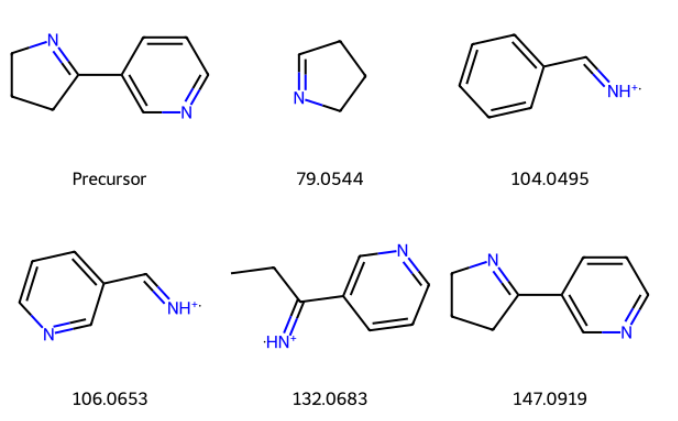 N
N
N
NH⁺·
Precursor
79.0544
104.0495
N
NH⁺·
N
·HN⁺
N
N
106.0653
132.0683
147.0919